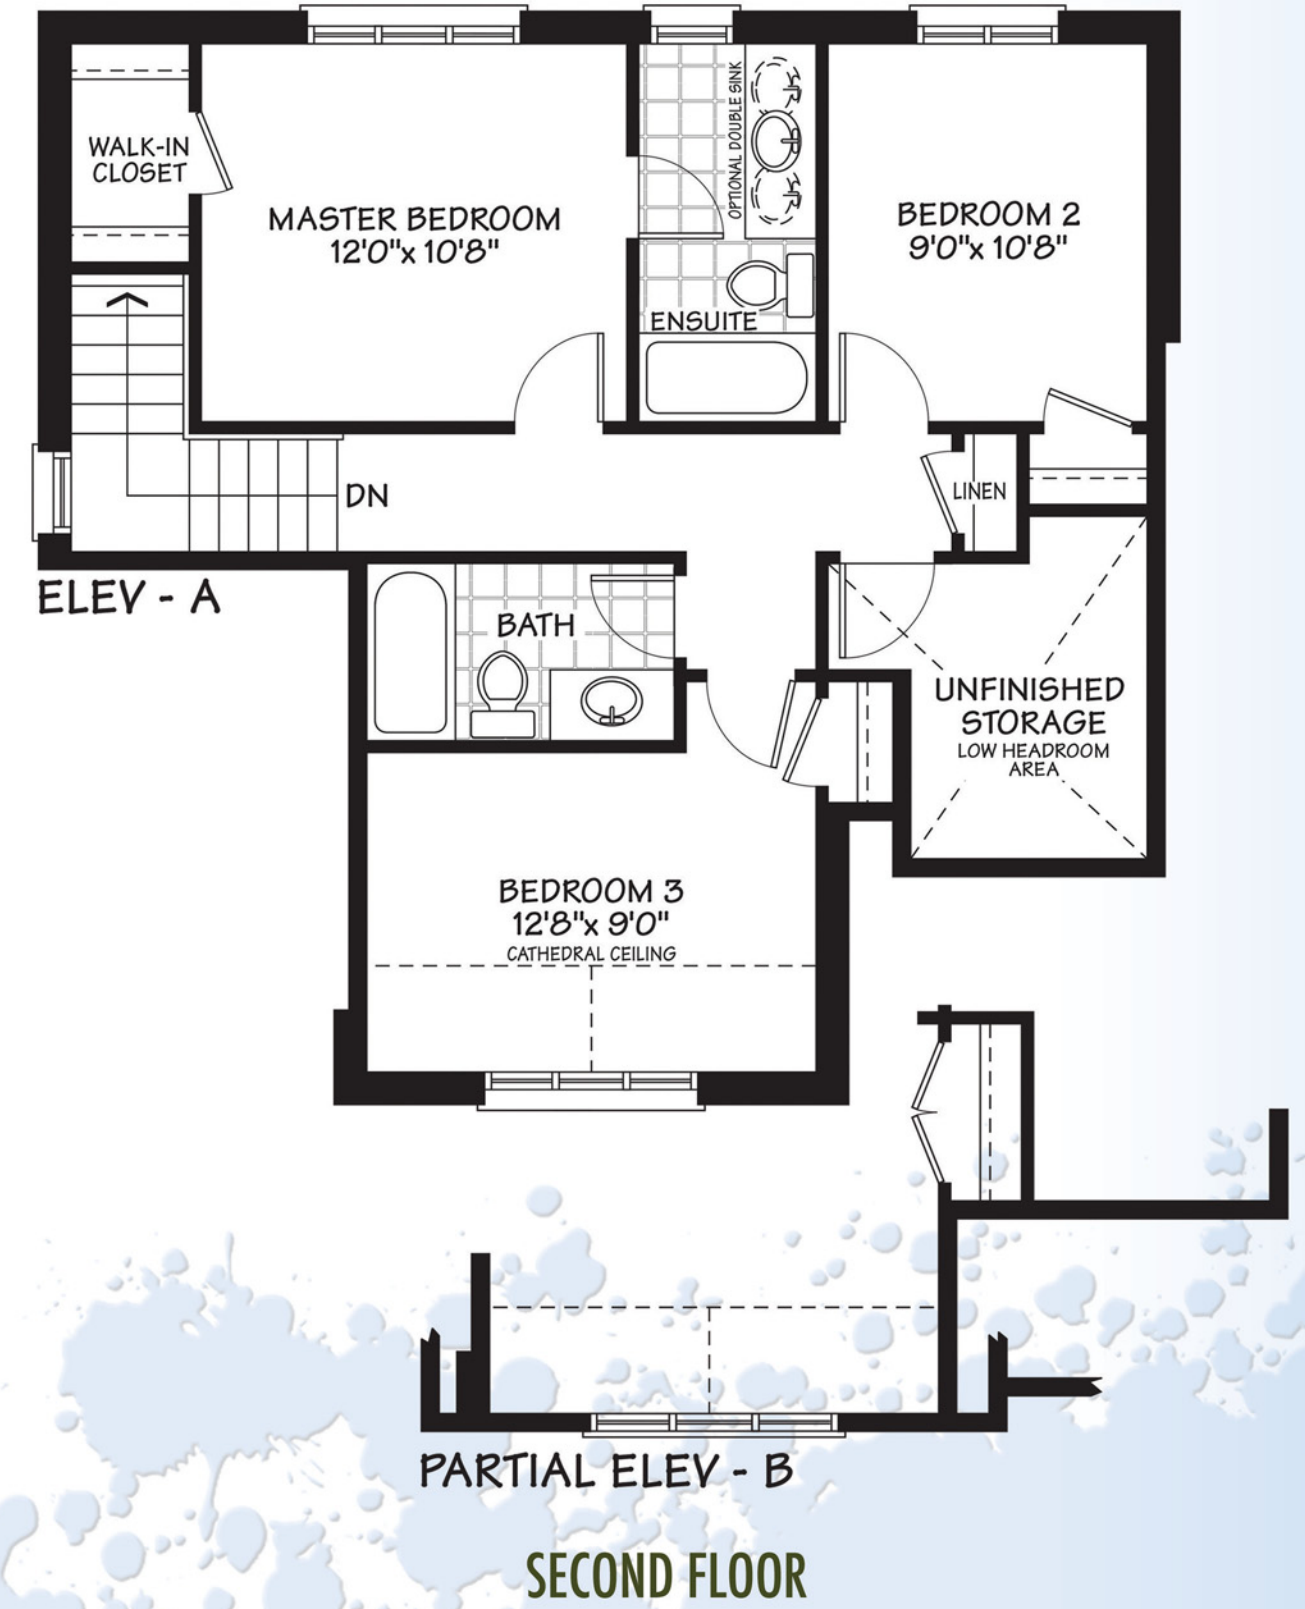 WALK-IN
CLOSET
MASTER BEDROOM
12'0"x 10'8"
OPTIONAL DOUBLE SINK
BEDROOM 2
9'0"x 10'8"
ENSUITE
DN
LINEN
ELEV - A
BATH
UNFINISHED
STORAGE
LOW HEADROOM
AREA
BEDROOM 3
12'8"x 9'0"
CATHEDRAL CEILING
PARTIAL ELEV - B
SECOND FLOOR